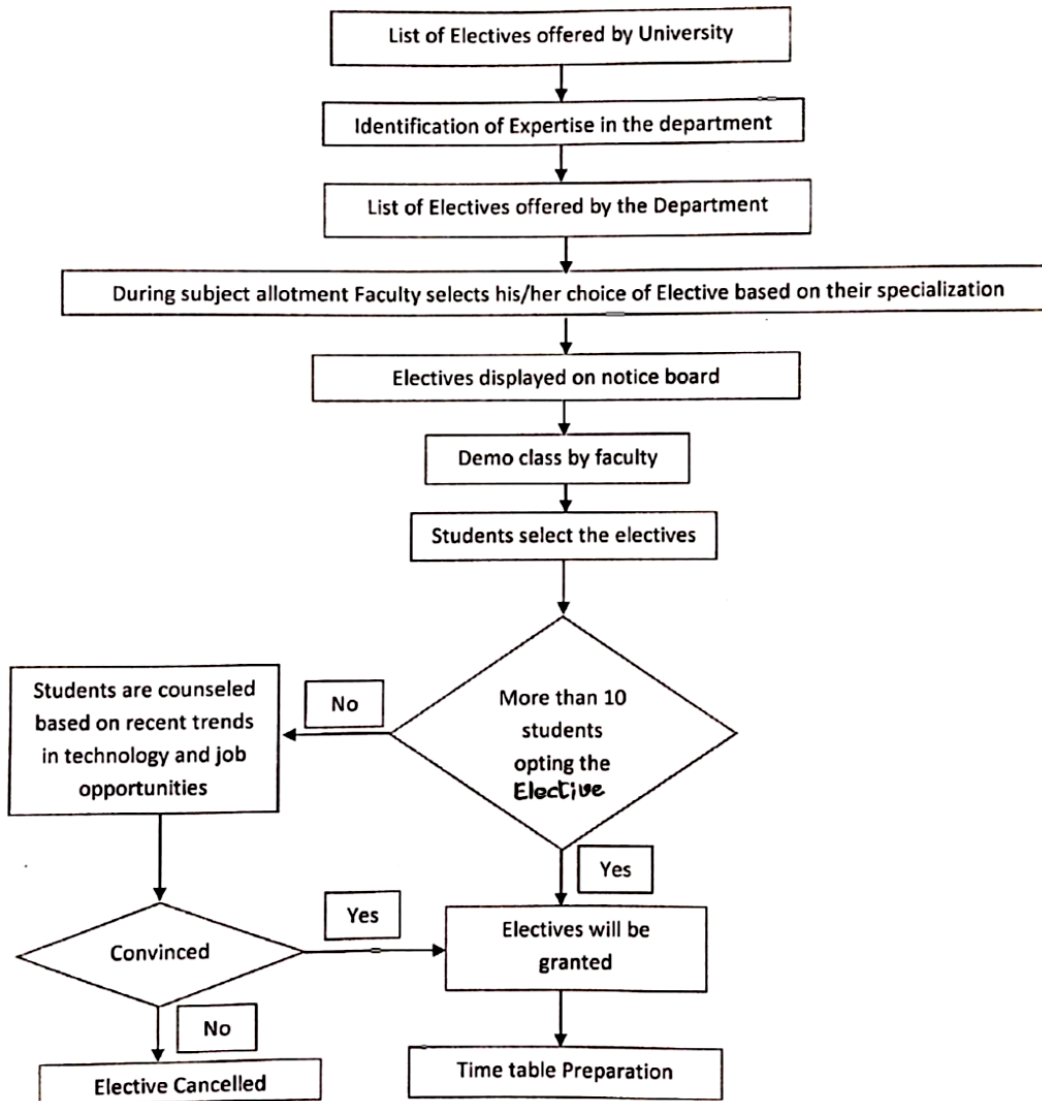 List of Electives offered by University
Identification of Expertise in the department
List of Electives offered by the Department
During subject allotment Faculty selects his/her choice of Elective based on their specialization
Electives displayed on notice board
Demo class by faculty
Students select the electives
More than 10
students
opting the
Elective
No
Students are counseled
based on recent trends
in technology and job
opportunities
Yes
Convinced
Yes
Electives will be
granted
No
Elective Cancelled
Time table Preparation